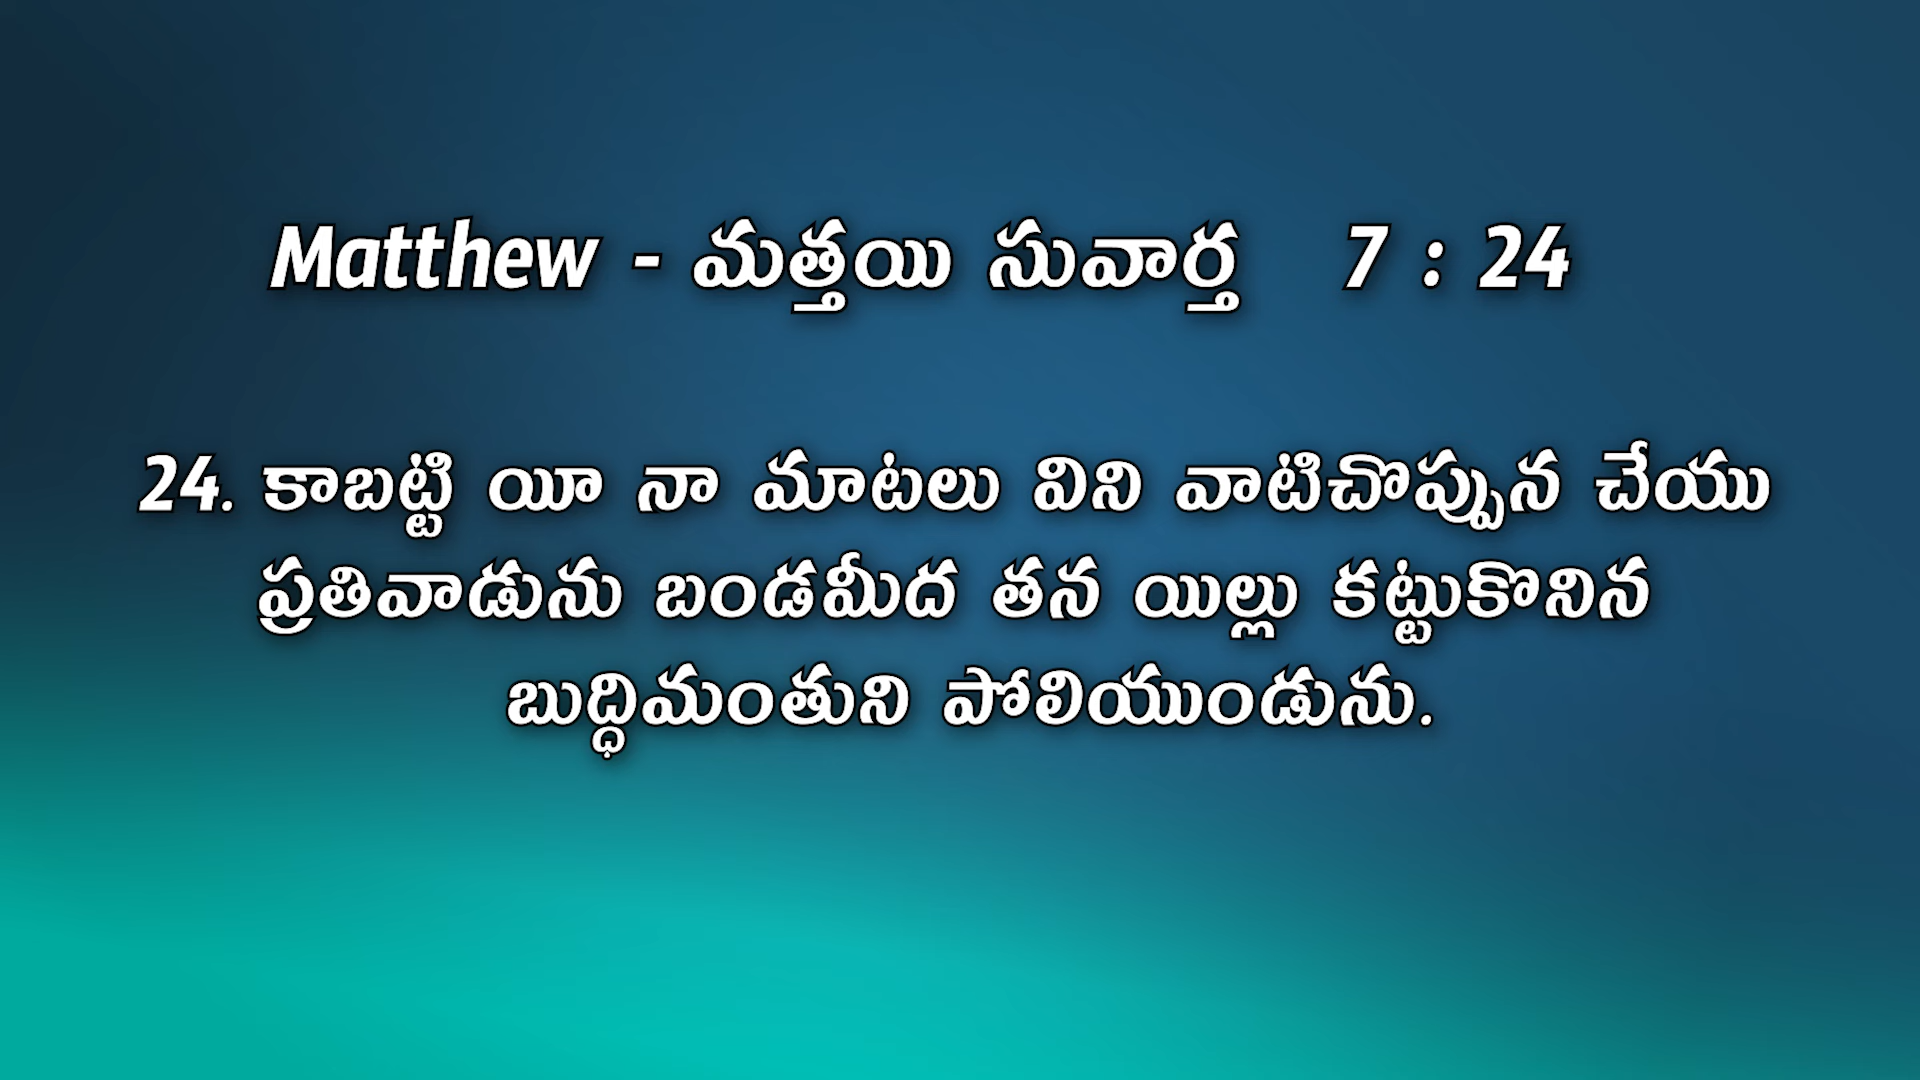 Matthew - మత్తయి సువార్త 7 : 24
24. కాబట్టి యీ నా మాటలు విని వాటిచొప్పున చేయు
ప్రతివాడును బండమీద తన యిల్లు కట్టుకొనిన
బుద్ధిమంతుని పోలియుండును.